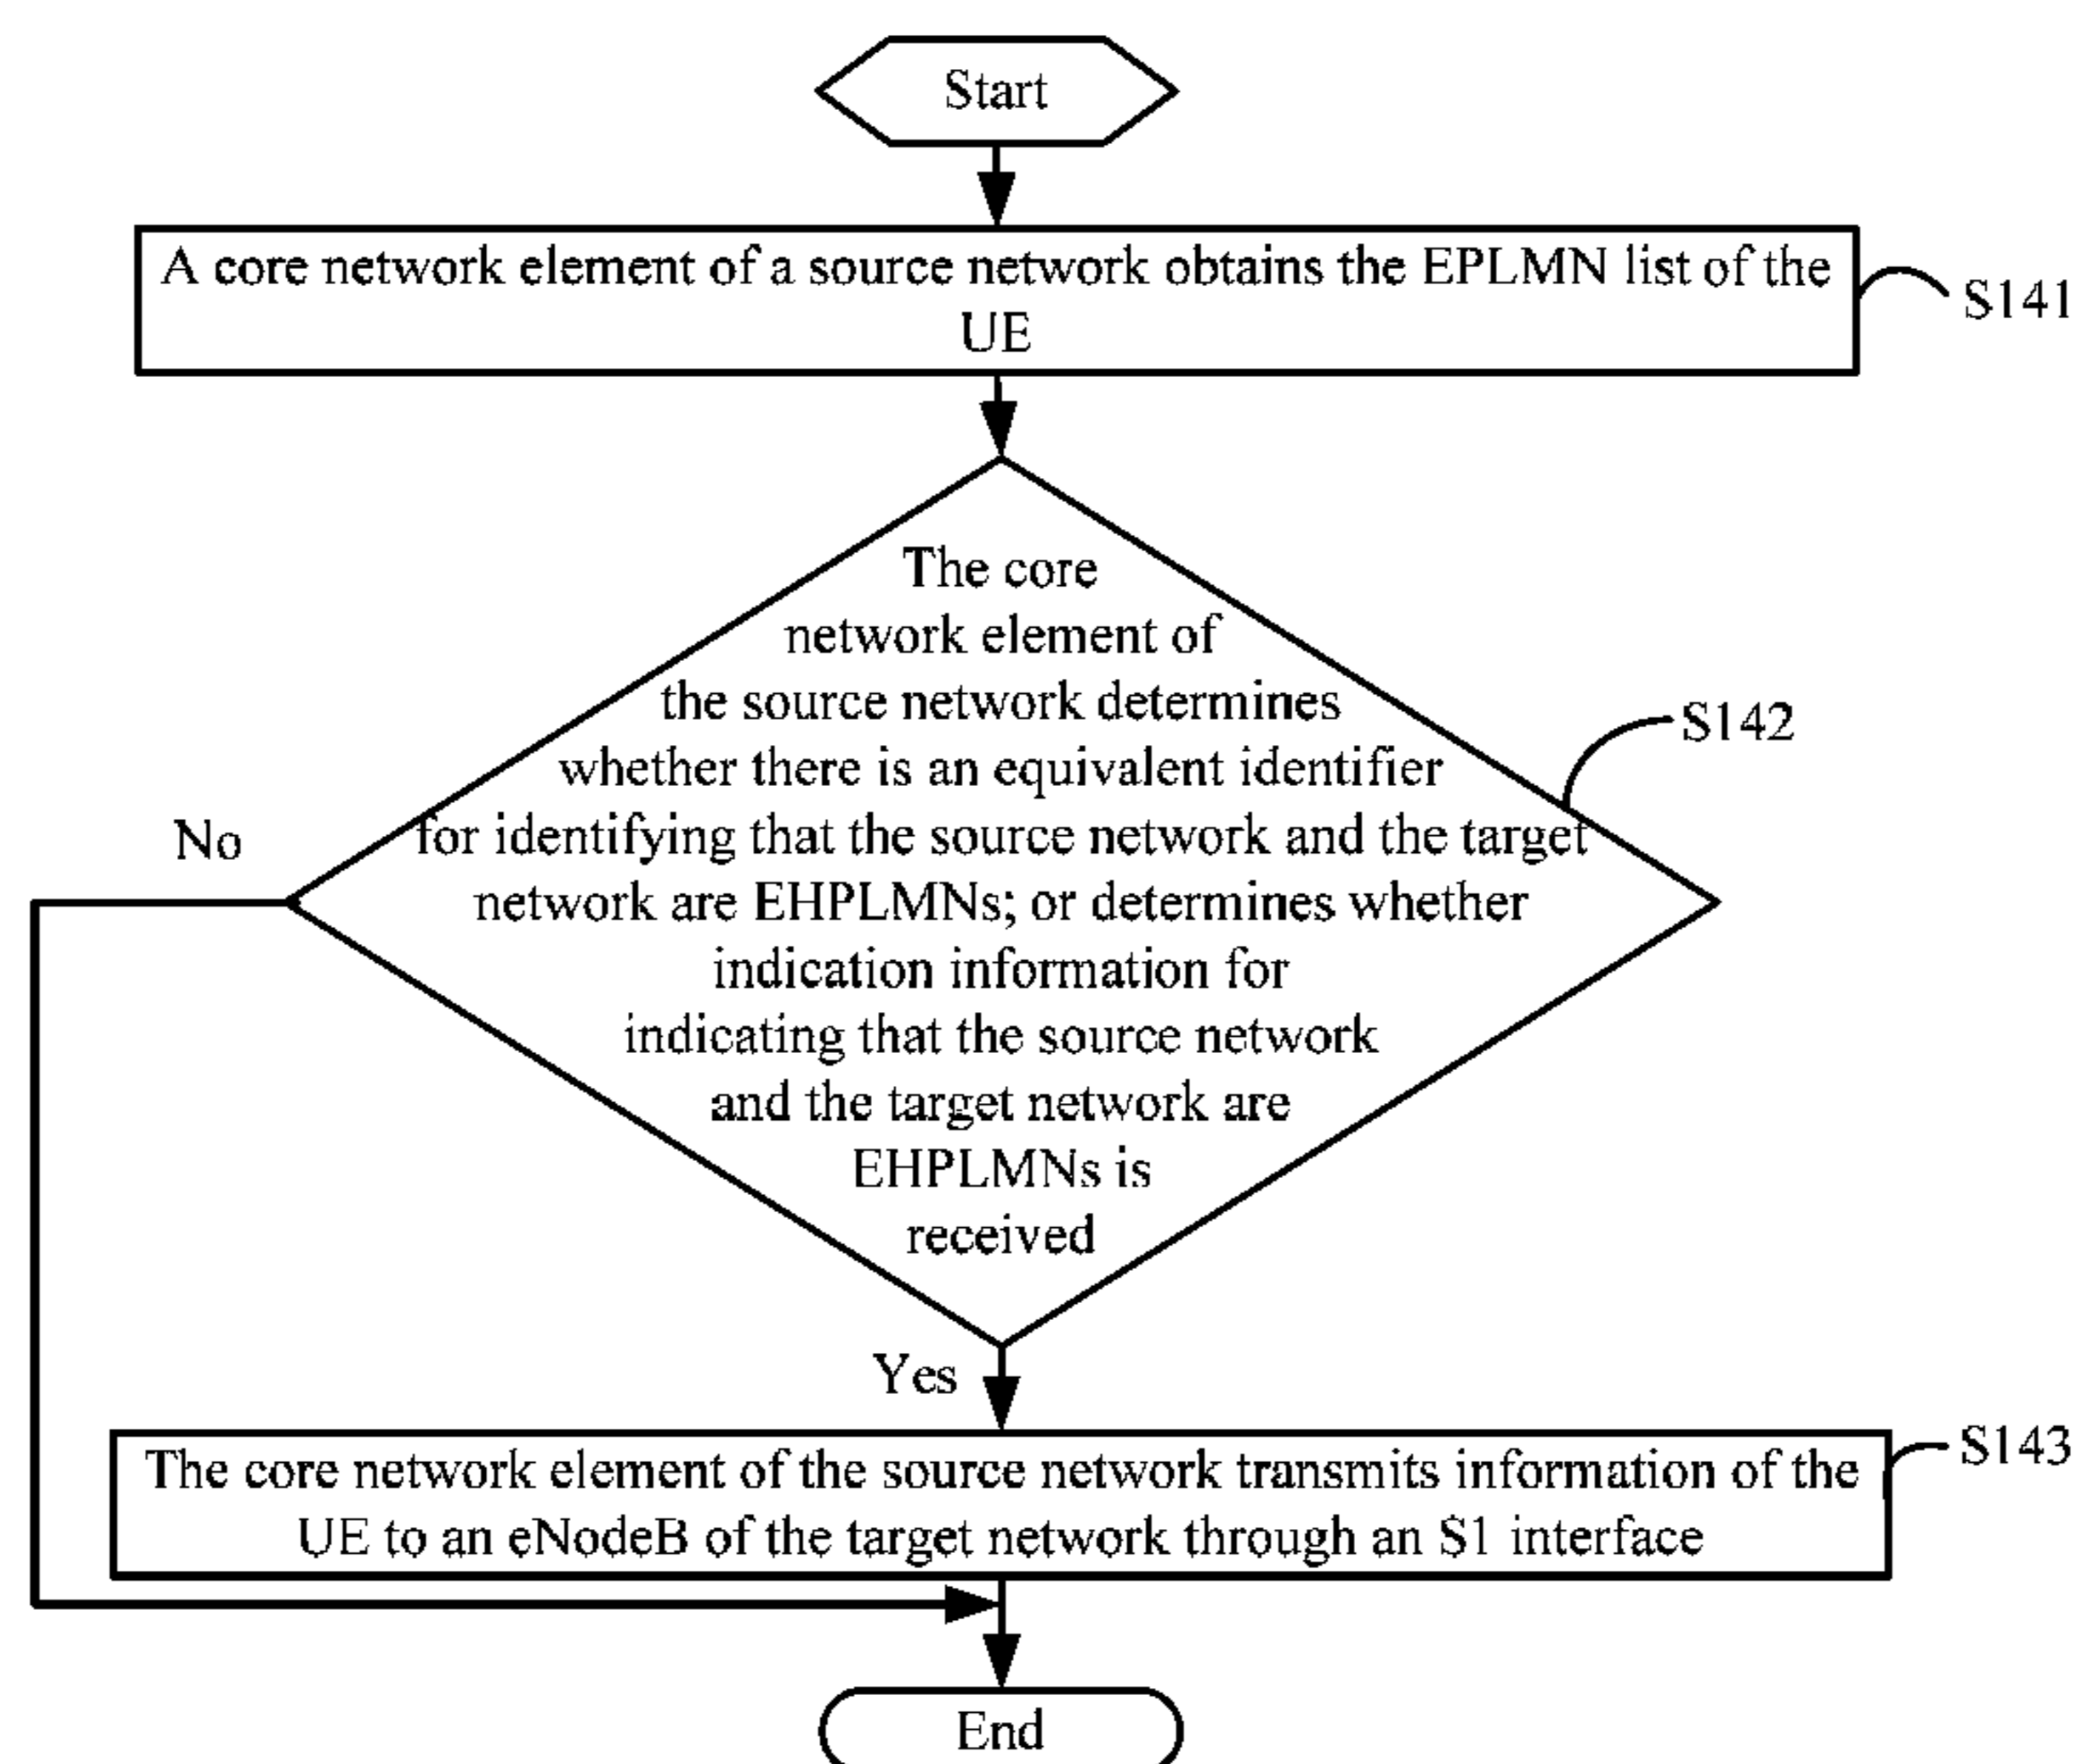 Start
A core network element of a source network obtains the EPLMN list of the
UE
S141
The core
network element of
the source network determines
whether there is an equivalent identifier
for identifying that the source network and the target
network are EHPLMNs; or determines whether
indication information for
indicating that the source network
and the target network are
EHPLMNs is
received
S142
No
Yes
The core network element of the source network transmits information of the
UE to an eNodeB of the target network through an S1 interface
S143
End